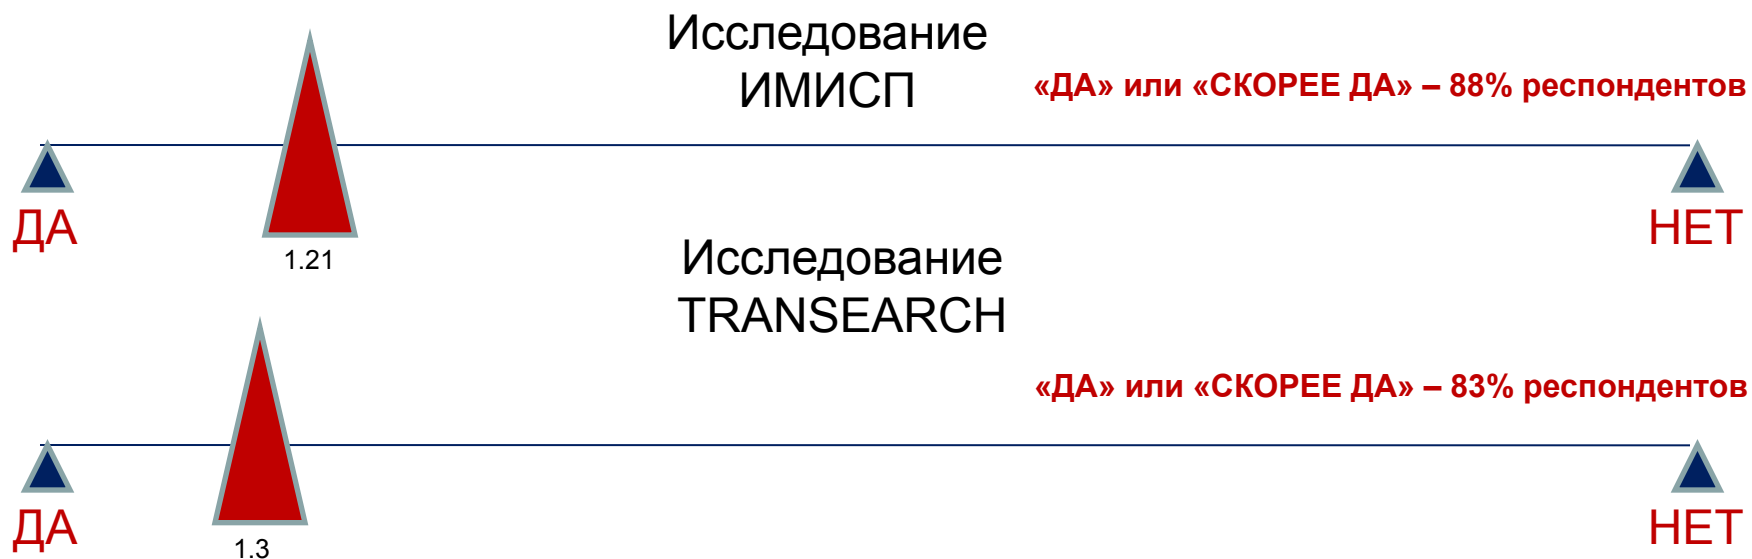 Исследование
ИМИСП
«ДА» или «СКОРЕЕ ДА» – 88% респондентов
ДА
НЕТ
1.21
Исследование
TRANSEARCH
«ДА» или «СКОРЕЕ ДА» – 83% респондентов
ДА
НЕТ
1.3